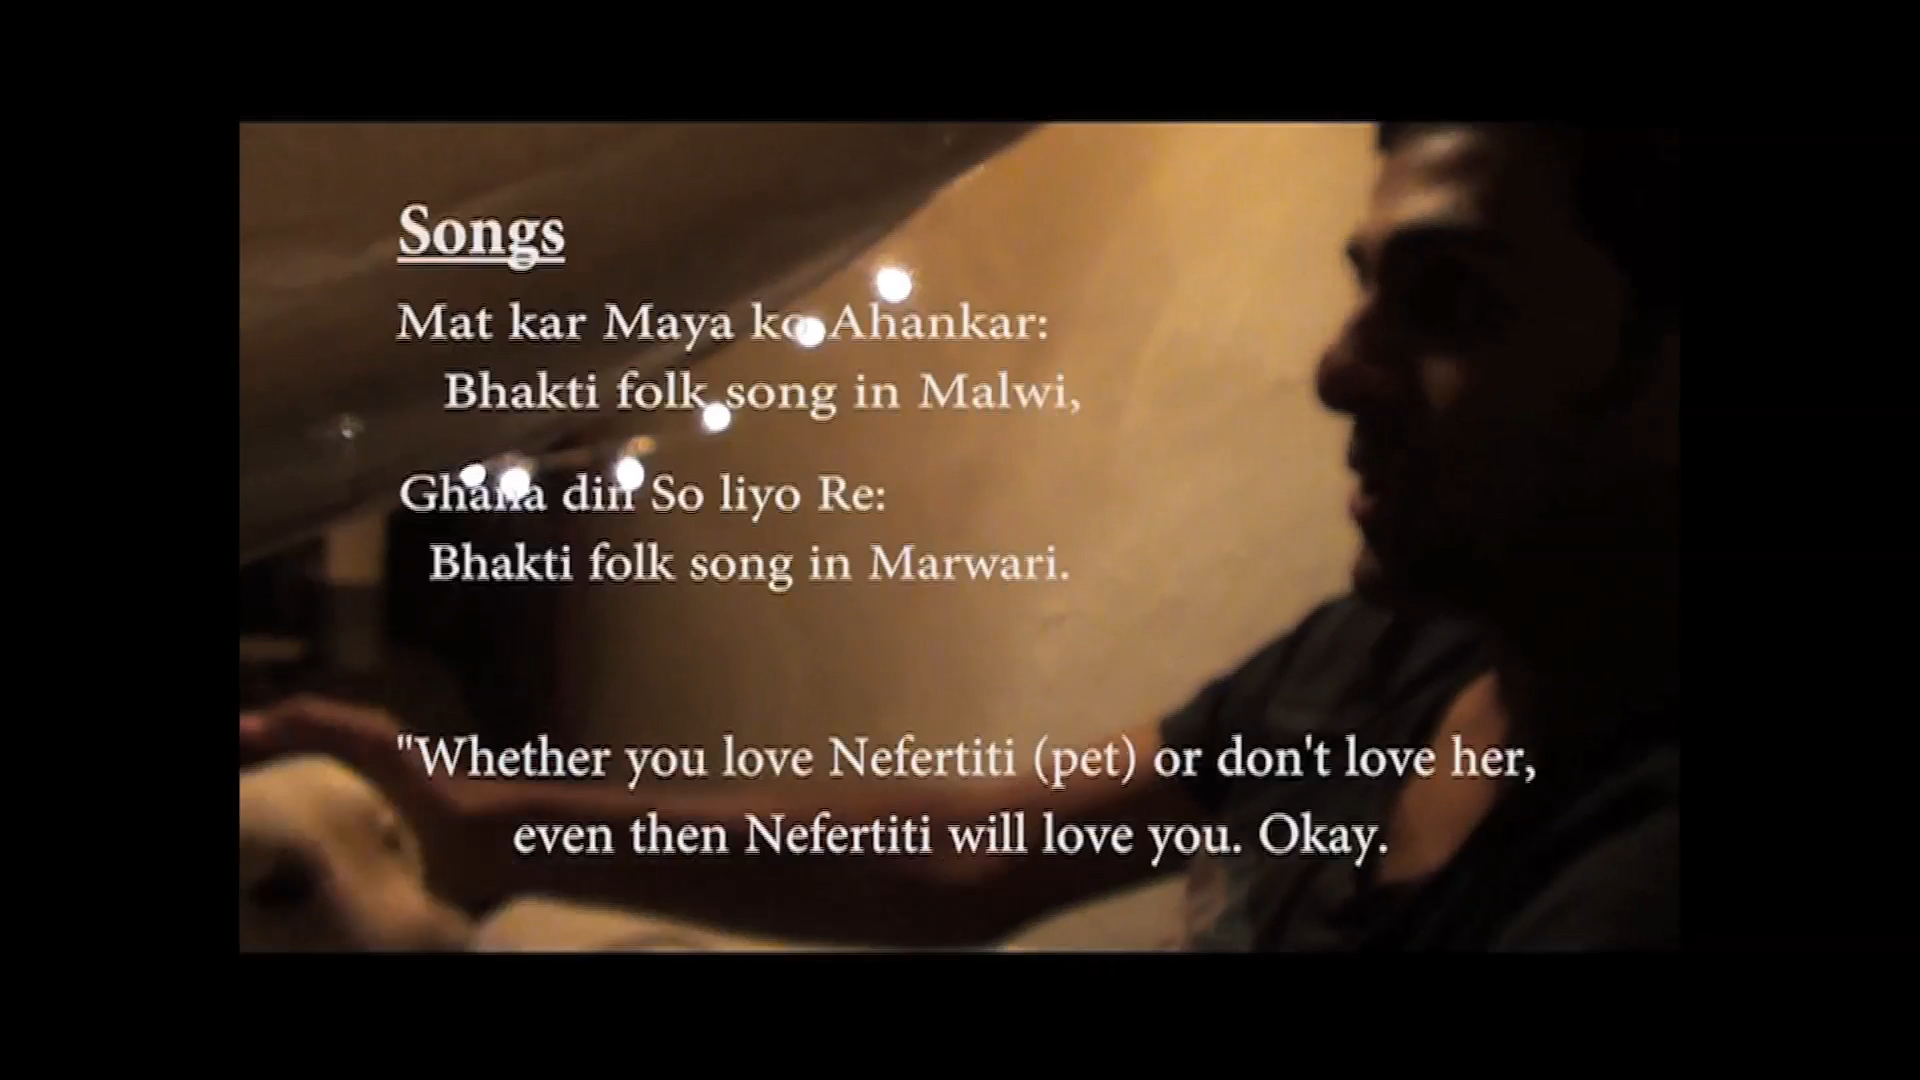 Songs
Mat kar Maya ko Ahankar:
Bhakti folk song in Malwi,
Ghana din So liyo Re:
Bhakti folk song in Marwari.
"Whether you love Nefertiti (pet) or don't love her,
even then Nefertiti will love you. Okay.